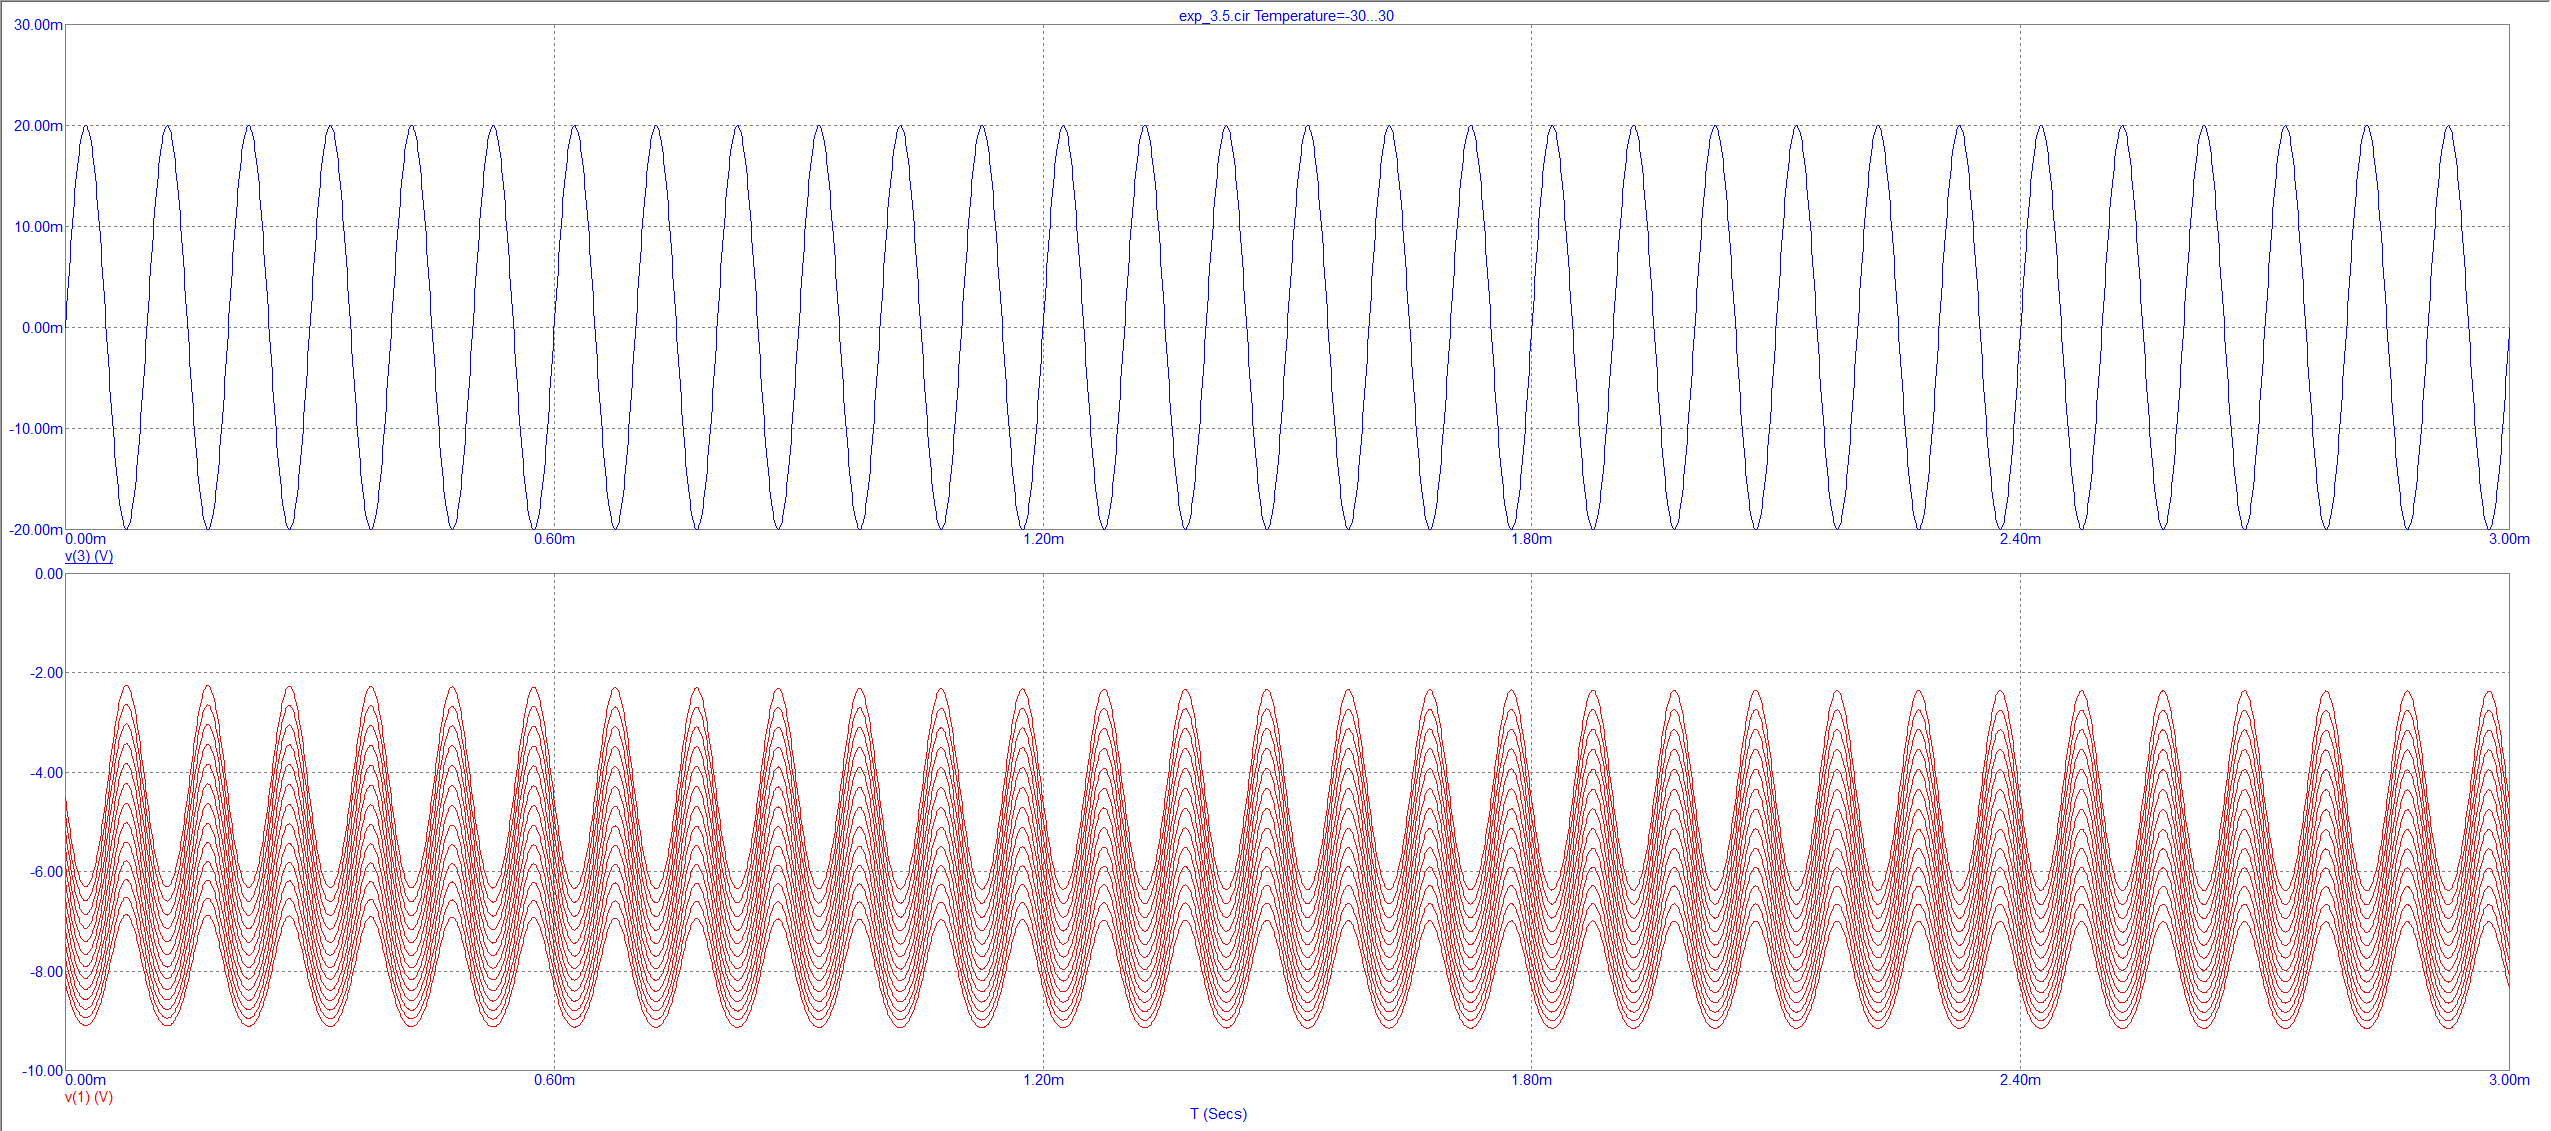 exp_3.5.cir Temperature=-30...30
30.00m
20.00m
10.00m
0.00m
-10.00m
-20.00m
0.00m 0.60m 1.20m 1.80m 2.40m 3.00m
v(3) (V)
0.00
-2.00
-4.00
-6.00
-8.00
-10.00
0.00m 0.60m 1.20m 1.80m 2.40m 3.00m
v(1) (V)
T (Secs)